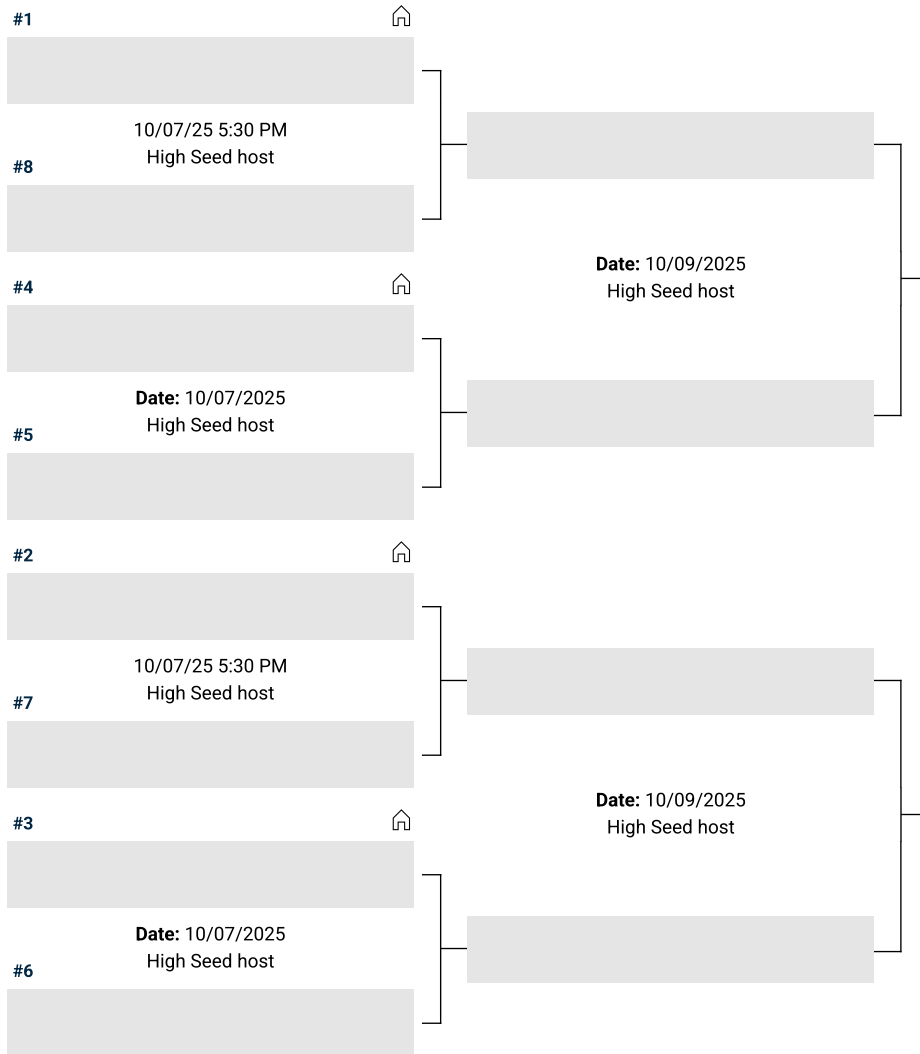 #1
10/07/25 5:30 PM
High Seed host
#8
Date: 10/09/2025
High Seed host
#4
Date: 10/07/2025
High Seed host
#5
#2
10/07/25 5:30 PM
High Seed host
#7
Date: 10/09/2025
High Seed host
#3
Date: 10/07/2025
High Seed host
#6